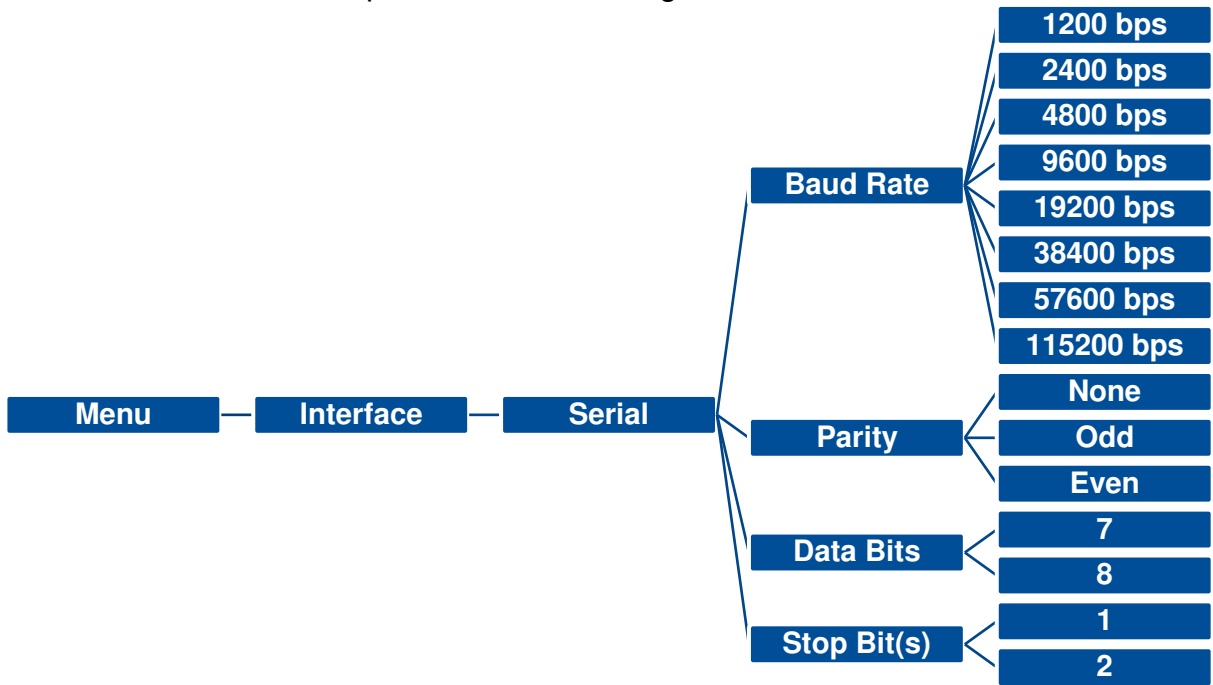 1200 bps
2400 bps
4800 bps
9600 bps
Baud Rate
19200 bps
38400 bps
57600 bps
115200 bps
None
Menu
Interface
Serial
Parity
Odd
Even
7
Data Bits
8
1
Stop Bit(s)
2